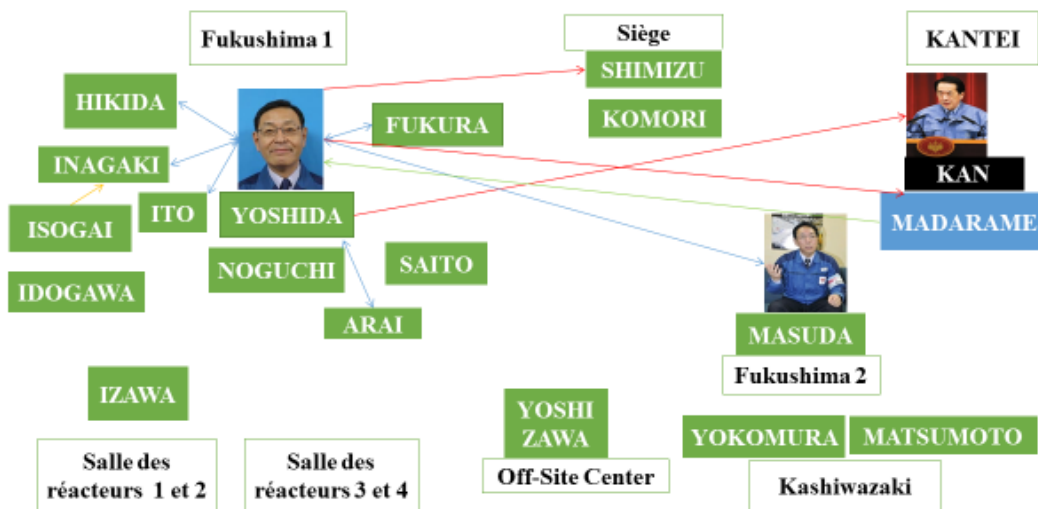 Fukushima 1
Siège
KANTEI
SHIMIZU
HIKIDA
KOMORI
FUKURA
INAGAKI
KAN
ITO
YOSHIDA
ISOGAI
MADARAME
NOGUCHI
SAITO
IDOGAWA
ARAI
MASUDA
Fukushima 2
IZAWA
YOSHI
ZAWA
YOKOMURA
MATSUMOTO
Salle des
réacteurs 1 et 2
Salle des
réacteurs 3 et 4
Off-Site Center
Kashiwazaki